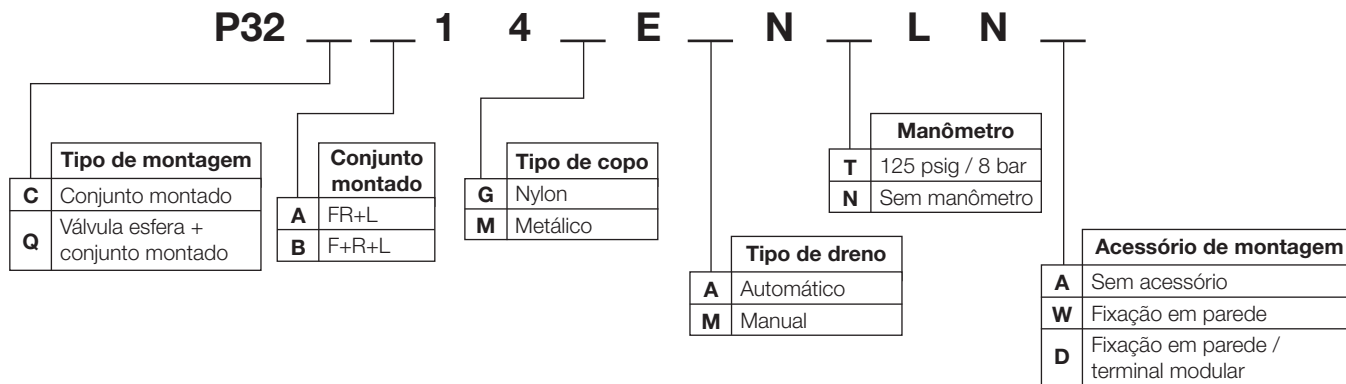 P32 __ __ 1 4 __ E __ N __ L N __
Tipo de montagem
C Conjunto montado
Q Válvula esfera +
conjunto montado
Conjunto
montado
A FR+L
B F+R+L
Tipo de copo
G Nylon
M Metálico
Tipo de dreno
A Automático
M Manual
Manômetro
T 125 psig / 8 bar
N Sem manômetro
Acessório de montagem
A Sem acessório
W Fixação em parede
D Fixação em parede /
terminal modular